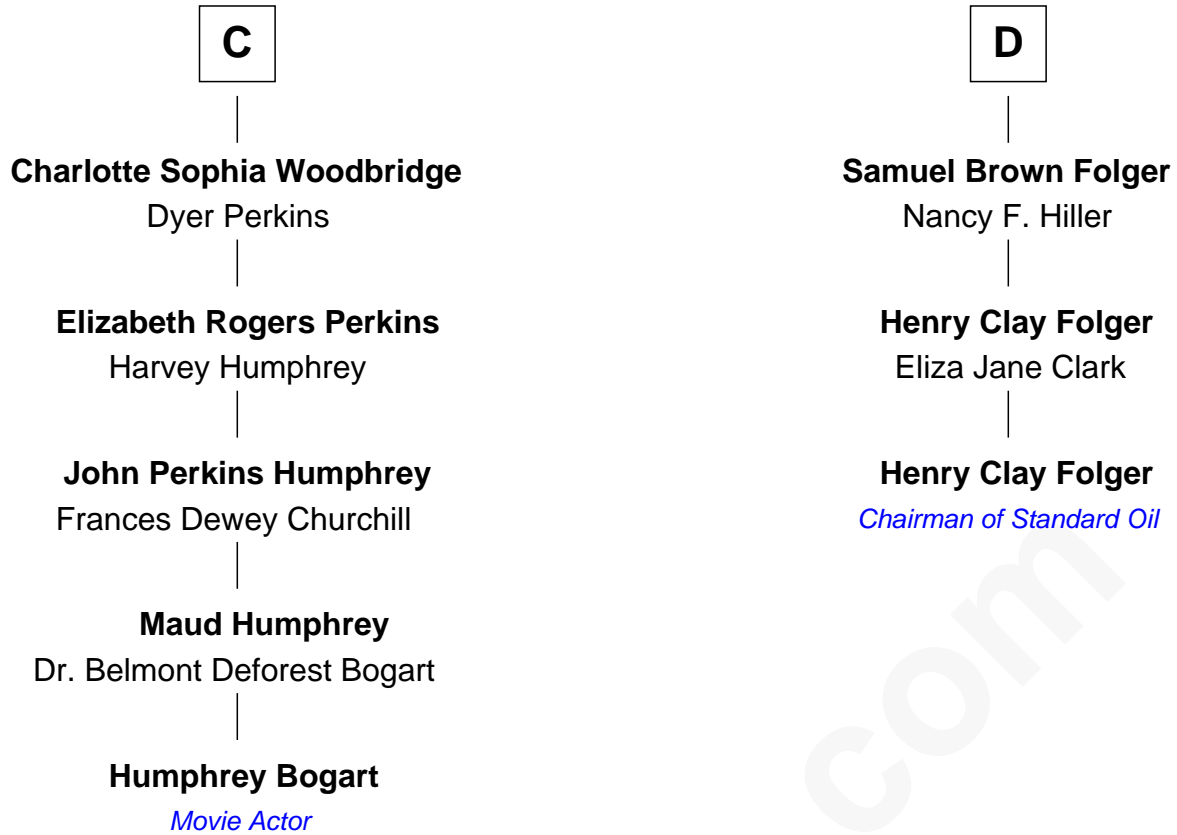 C
Charlotte Sophia Woodbridge
Dyer Perkins
Elizabeth Rogers Perkins
Harvey Humphrey
John Perkins Humphrey
Frances Dewey Churchill
Maud Humphrey
Dr. Belmont Deforest Bogart
Humphrey Bogart
Movie Actor
D
Samuel Brown Folger
Nancy F. Hiller
Henry Clay Folger
Eliza Jane Clark
Henry Clay Folger
Chairman of Standard Oil
com